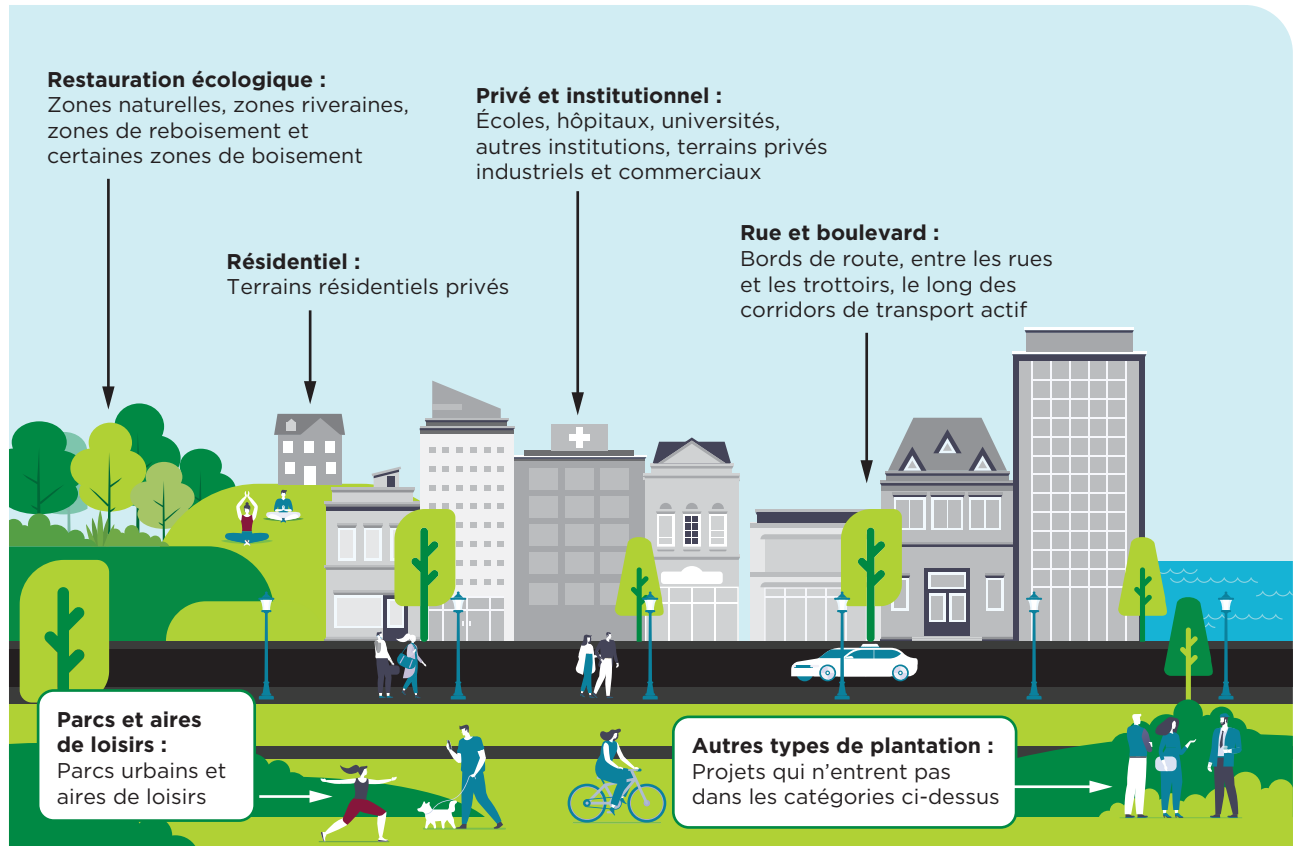 Restauration écologique :
Zones naturelles, zones riveraines,
zones de reboisement et
certaines zones de boisement
Privé et institutionnel :
Écoles, hôpitaux, universités,
autres institutions, terrains privés
industriels et commerciaux
Résidentiel :
Terrains résidentiels privés
Rue et boulevard :
Bords de route, entre les rues
et les trottoirs, le long des
corridors de transport actif
Parcs et aires
de loisirs :
Parcs urbains et
aires de loisirs
Autres types de plantation :
Projets qui n’entrent pas
dans les catégories ci-dessus